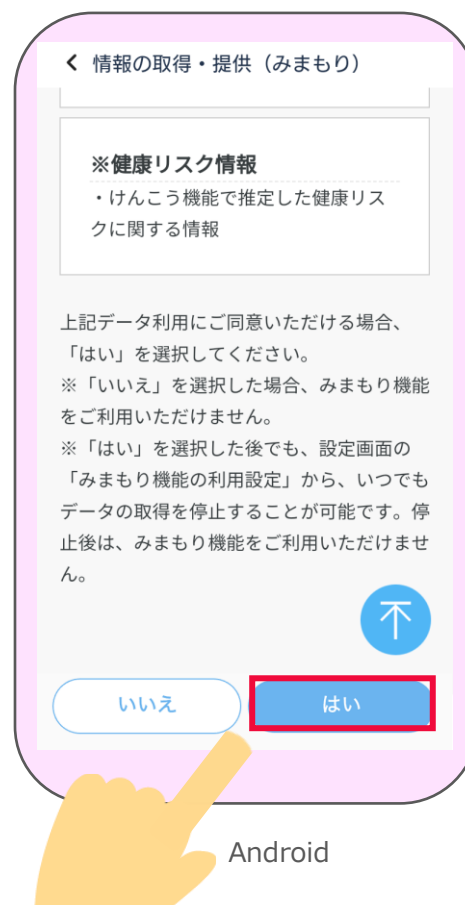 情報の取得・提供（みまもり）
※健康リスク情報
・けんこう機能で推定した健康リス
クに関する情報
上記データ利用にご同意いただける場合、
「はい」を選択してください。
※「いいえ」を選択した場合、みまもり機能
をご利用いただけません。
※「はい」を選択した後でも、設定画面の
「みまもり機能の利用設定」から、いつでも
データの取得を停止することが可能です。停
止後は、みまもり機能をご利用いただけませ
ん。
いいえ
はい
Android